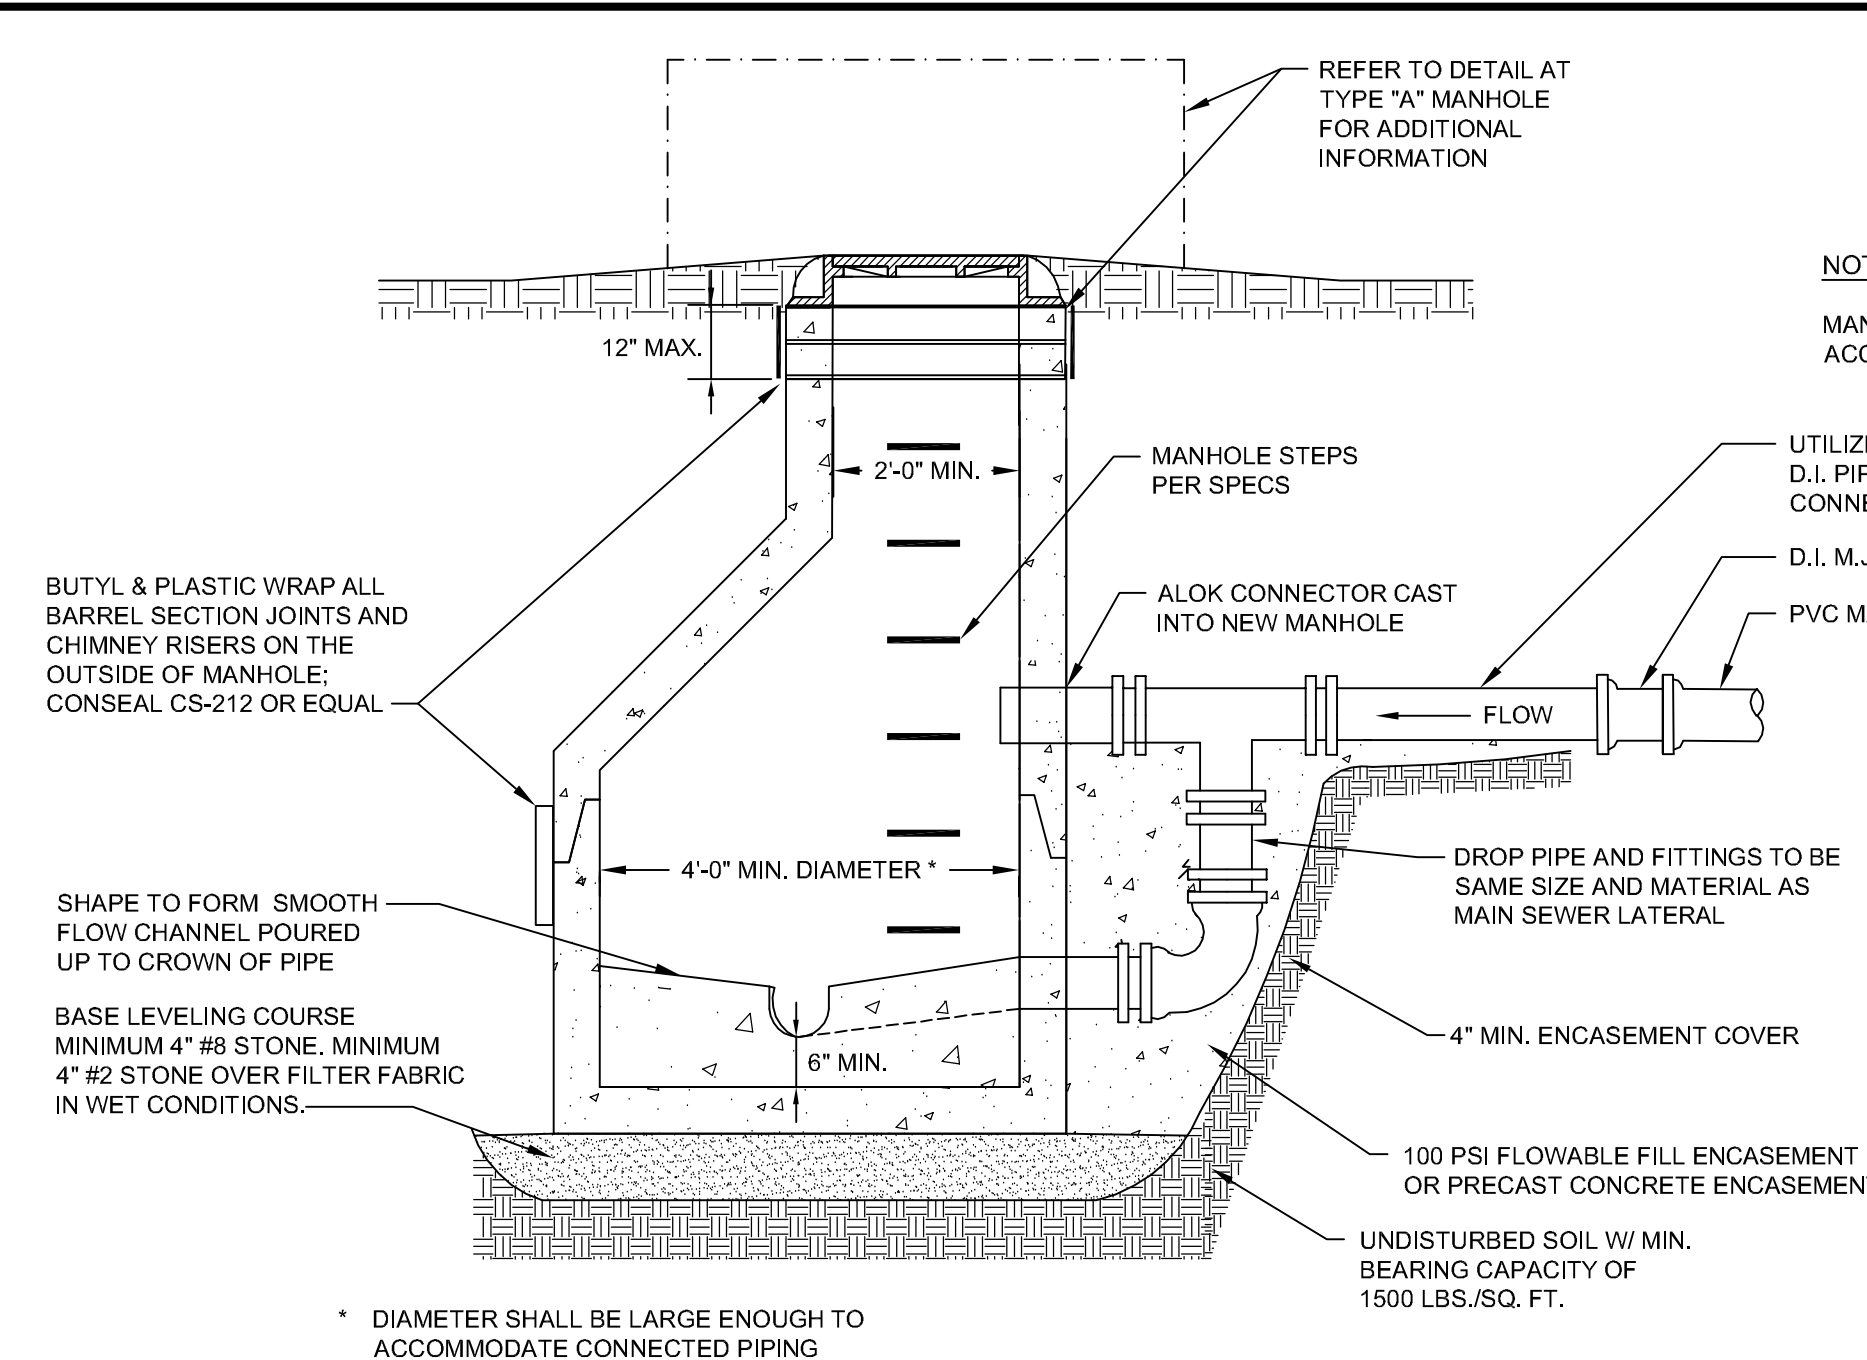 REFER TO DETAIL AT
TYPE "A" MANHOLE
FOR ADDITIONAL
INFORMATION
12" MAX.
2'-0" MIN.
MANHOLE STEPS
PER SPECS
D.I.
CONNE
D.I.
PVC
BUTYL & PLASTIC WRAP ALL
BARREL SECTION JOINTS AND
CHIMNEY RISERS ON THE
OUTSIDE OF MANHOLE;
CONSEAL CS-212 OR EQUAL
ALOK CONNECTOR CAST
INTO NEW MANHOLE
FLOW
4'-0" MIN. DIAMETER *
DROP PIPE AND FITTINGS TO BE
SAME SIZE AND MATERIAL AS
MAIN SEWER LATERAL
SHAPE TO FORM SMOOTH
FLOW CHANNEL POURED
UP TO CROWN OF PIPE
BASE LEVELING COURSE
MINIMUM 4" #8 STONE. MINIMUM
4" #2 STONE OVER FILTER FABRIC
IN WET CONDITIONS.
6" MIN.
4" MIN. ENCASEMENT COVER
100 PSI FLOWABLE FILL ENCASEMENT
OR PRECAST CONCRETE ENCASEMEN
UNDISTURBED SOIL W/ MIN.
BEARING CAPACITY OF
1500 LBS./SQ. FT.
* DIAMETER SHALL BE LARGE ENOUGH TO
ACCOMMODATE CONNECTED PIPING